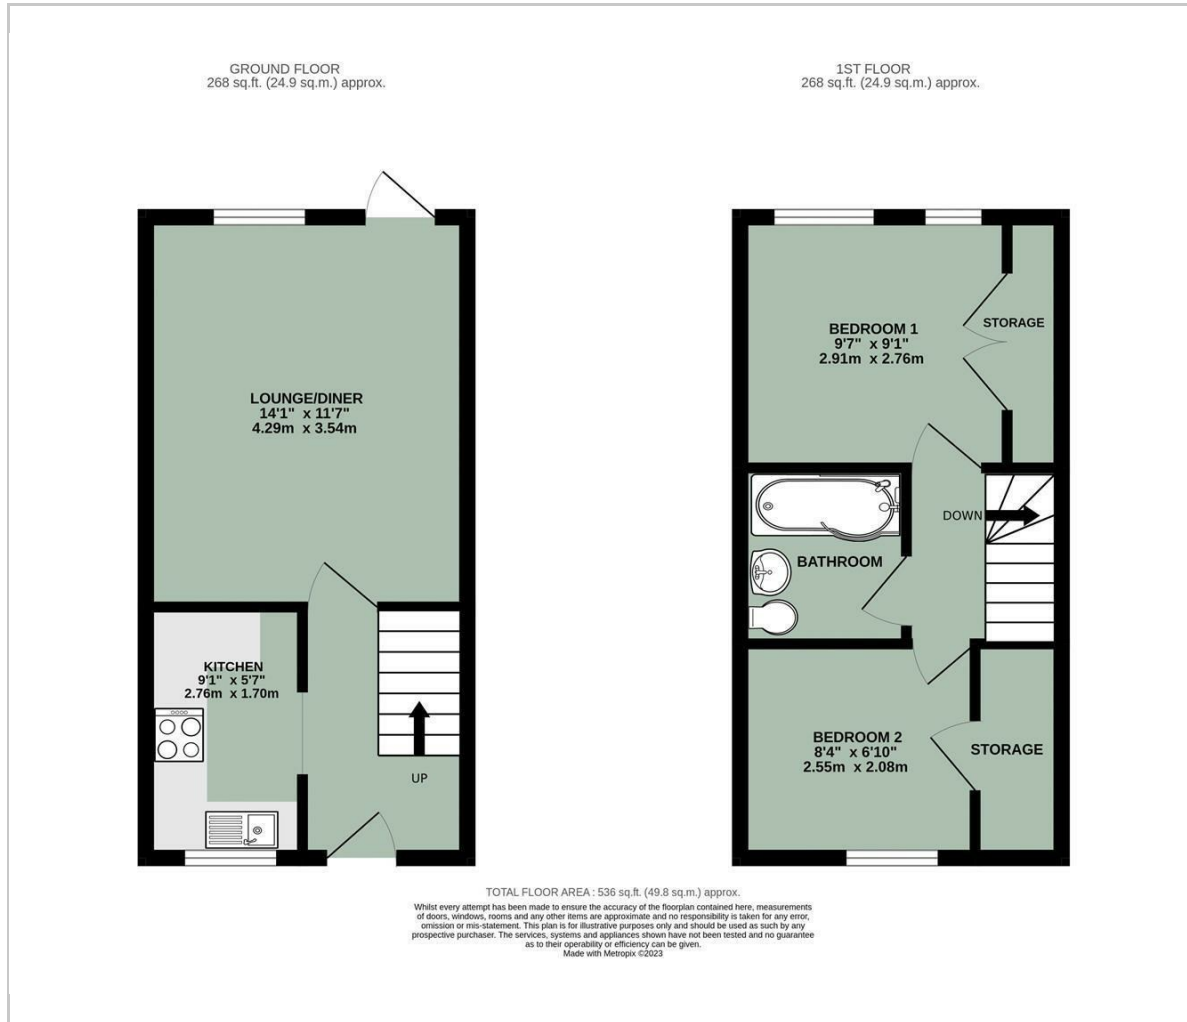 GROUND FLOOR
268 sq.ft. (24.9 sq.m.) approx.
1ST FLOOR
268 sq.ft. (24.9 sq.m.) approx.
LOUNGE/DINER
14'1" x 11'7"
4.29m x 3.54m
KITCHEN
9'1" x 5'7"
2.76m x 1.70m
UP
BEDROOM 1
9'7" x 9'1"
2.91m x 2.76m
STORAGE
DOWN
BATHROOM
BEDROOM 2
8'4" x 6'10"
2.55m x 2.08m
STORAGE
TOTAL FLOOR AREA : 536 sq.ft. (49.8 sq.m.) approx.
Whilst every attempt has been made to ensure the accuracy of the floorplan contained here, measurements
of doors, windows, rooms and any other items are approximate and no responsibility is taken for any error,
omission or mis-statement. This plan is for illustrative purposes only and should be used as such by any
prospective purchaser. The services, systems and appliances shown have not been tested and no guarantee
as to their operability or efficiency can be given.
Made with Metropix ©2023